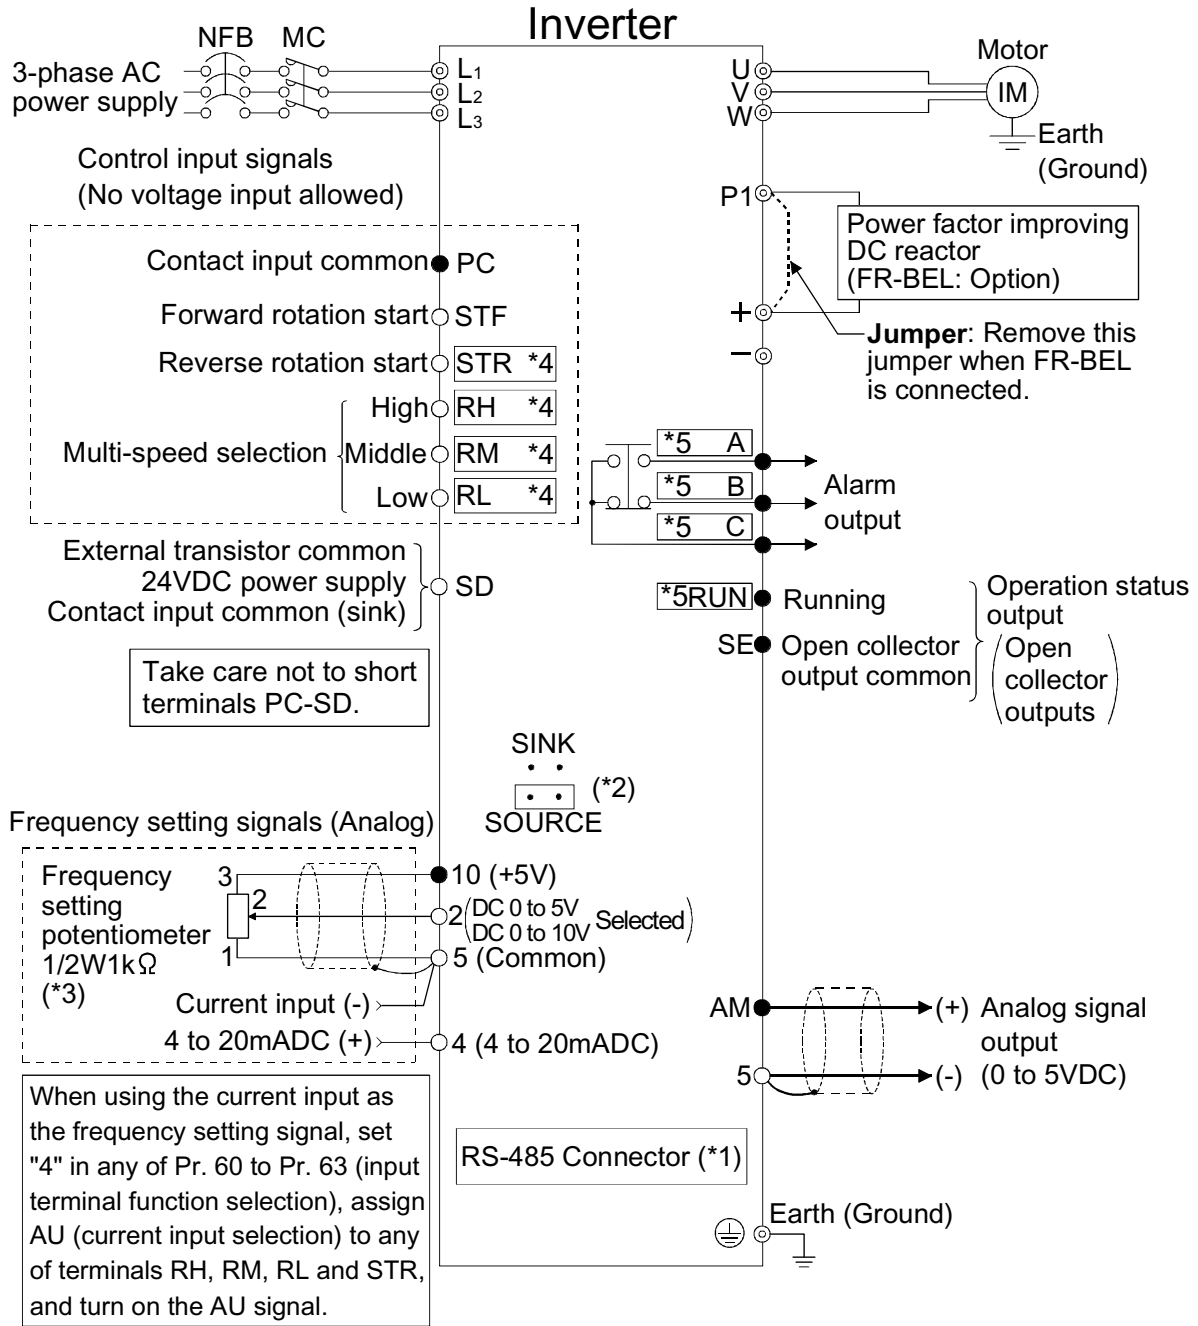 Inverter
NFB MC
3-phase AC
power supply
L1
L2
L3
U
V
W
Motor
IM
Earth
(Ground)
Control input signals
(No voltage input allowed)
P1
Power factor improving
DC reactor
(FR-BEL: Option)
+
Jumper: Remove this
jumper when FR-BEL
is connected.
−
Contact input common PC
Forward rotation start STF
Reverse rotation start STR *4
Multi-speed selection
High RH *4
Middle RM *4
Low RL *4
*5 A
*5 B
*5 C
Alarm
output
External transistor common
24VDC power supply
Contact input common (sink)
SD
*5RUN Running
SE Open collector
output common
Operation status
output
(Open
collector
outputs)
Take care not to short
terminals PC-SD.
SINK
(*2)
SOURCE
Frequency setting signals (Analog)
Frequency
setting
potentiometer
1/2W1kΩ
(*3)
3
2
1
10 (+5V)
2 (DC 0 to 5V
DC 0 to 10V Selected)
5 (Common)
Current input (-)
4 to 20mADC (+)
4 (4 to 20mADC)
AM
5
(+)
(-)
Analog signal
output
(0 to 5VDC)
When using the current input as
the frequency setting signal, set
"4" in any of Pr. 60 to Pr. 63 (input
terminal function selection), assign
AU (current input selection) to any
of terminals RH, RM, RL and STR,
and turn on the AU signal.
RS-485 Connector (*1)
Earth (Ground)